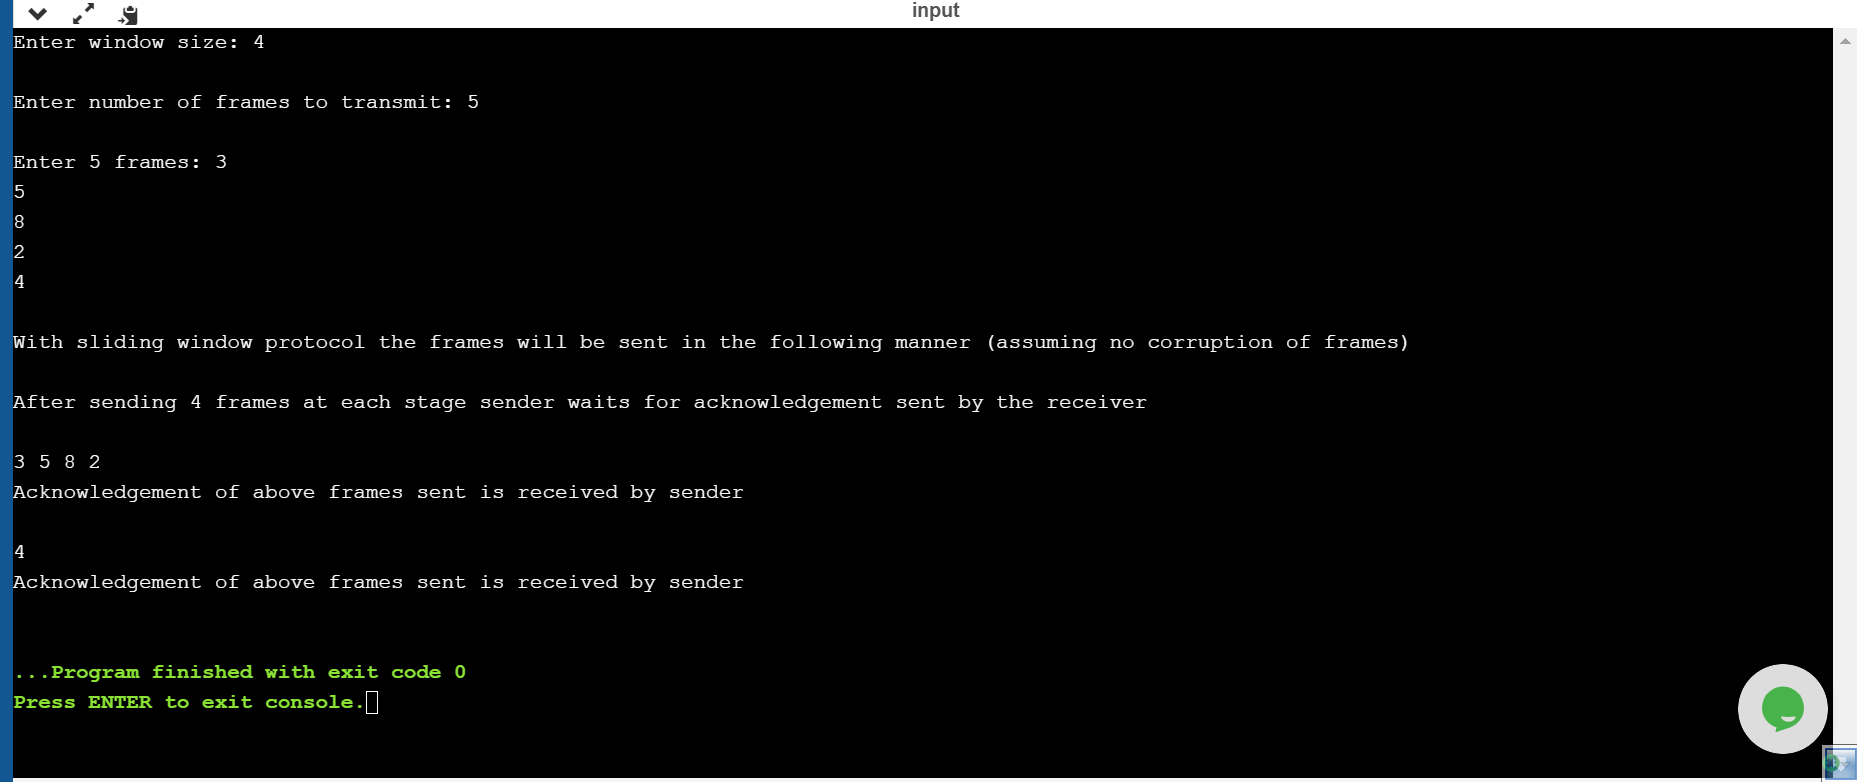 input
Enter window size: 4
Enter number of frames to transmit: 5
Enter 5 frames: 3
5
8
2
4
With sliding window protocol the frames will be sent in the following manner (assuming no corruption of frames)
After sending 4 frames at each stage sender waits for acknowledgement sent by the receiver
3 5 8 2
Acknowledgement of above frames sent is received by sender
4
Acknowledgement of above frames sent is received by sender
...Program finished with exit code 0
Press ENTER to exit console.